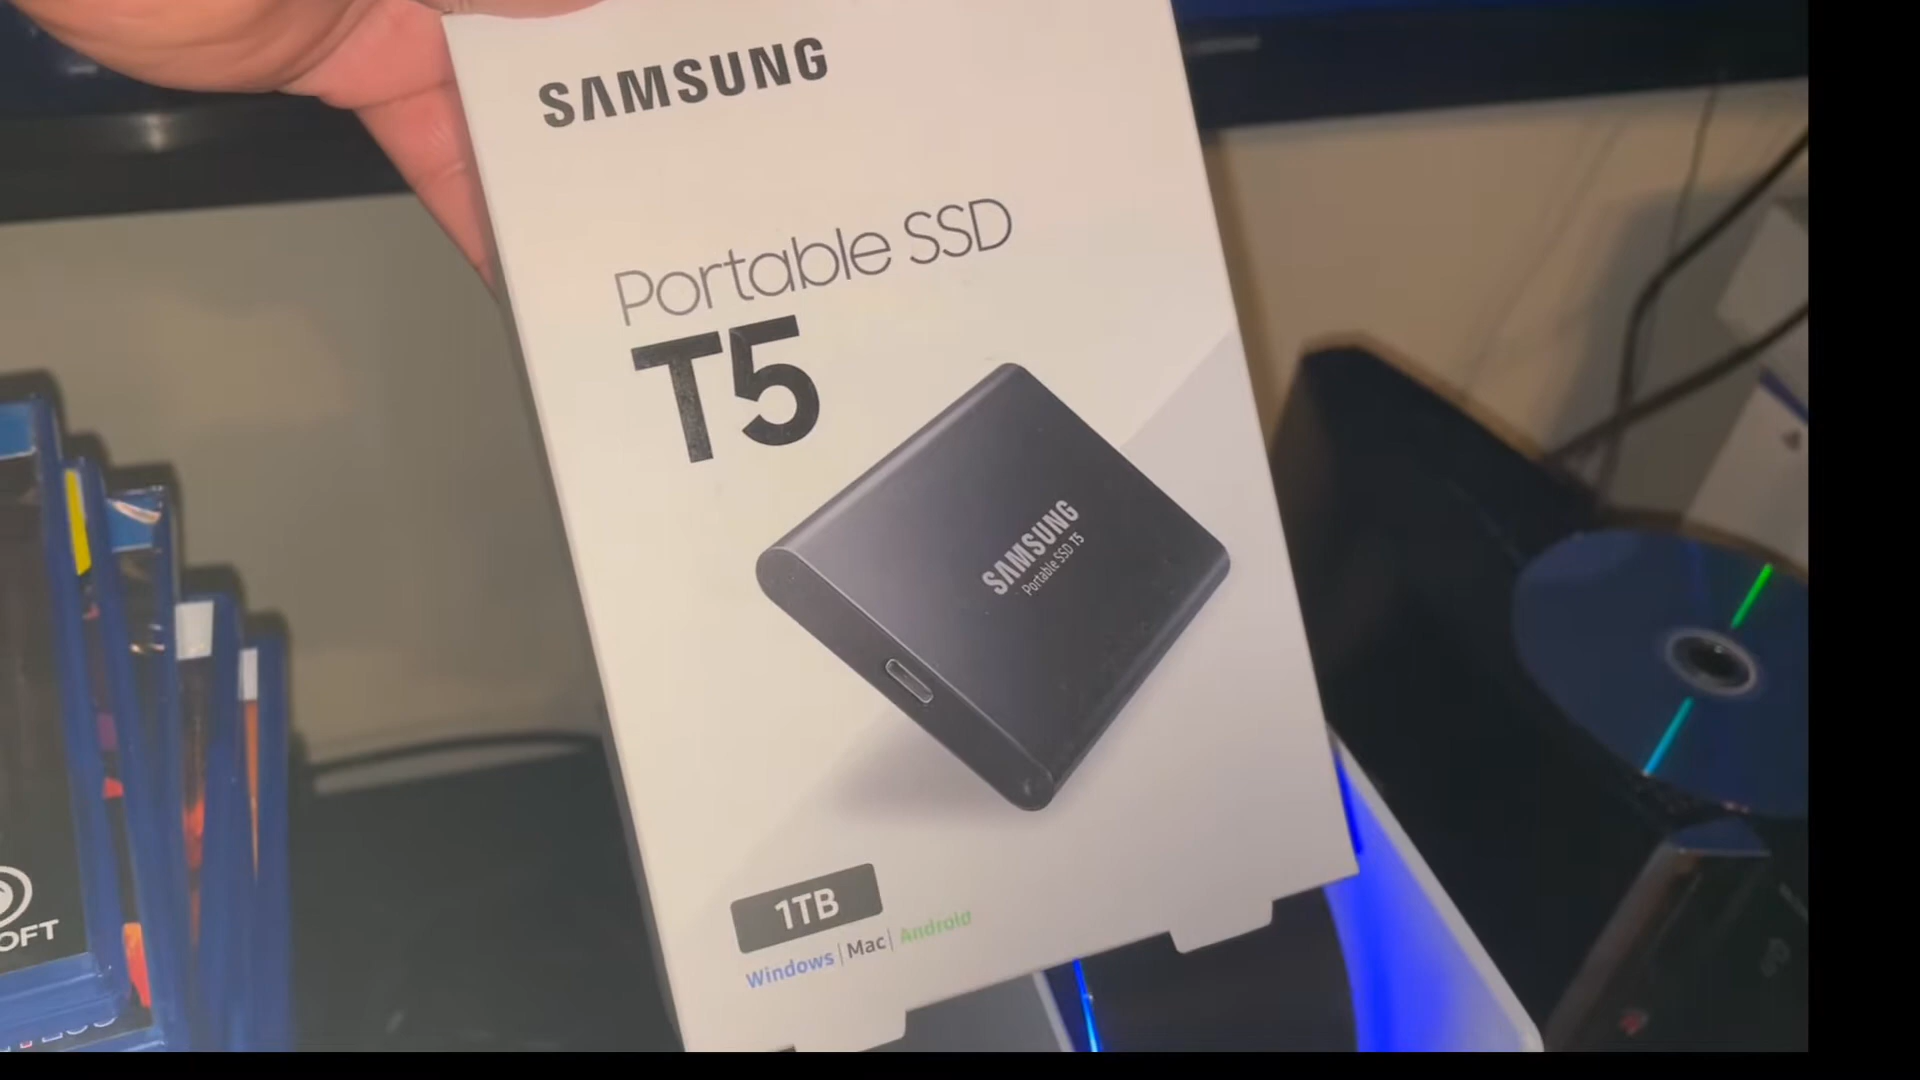 SAMSUNG
Portable SSD
T5
SAMSUNG
Portable SSD T5
1TB
Windows | Mac | Android
OFT